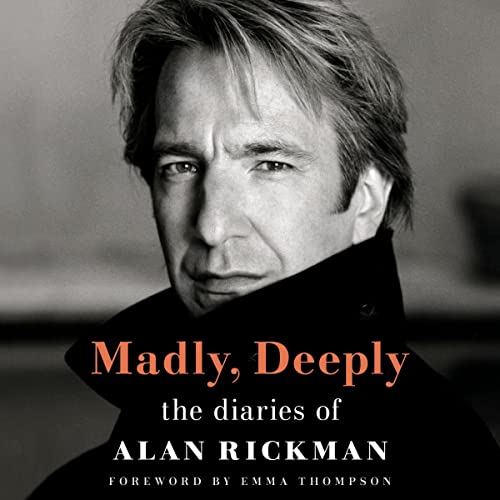 Madly, Deeply
the diaries of
ALAN RICKMAN
FOREWORD BY EMMA THOMPSON